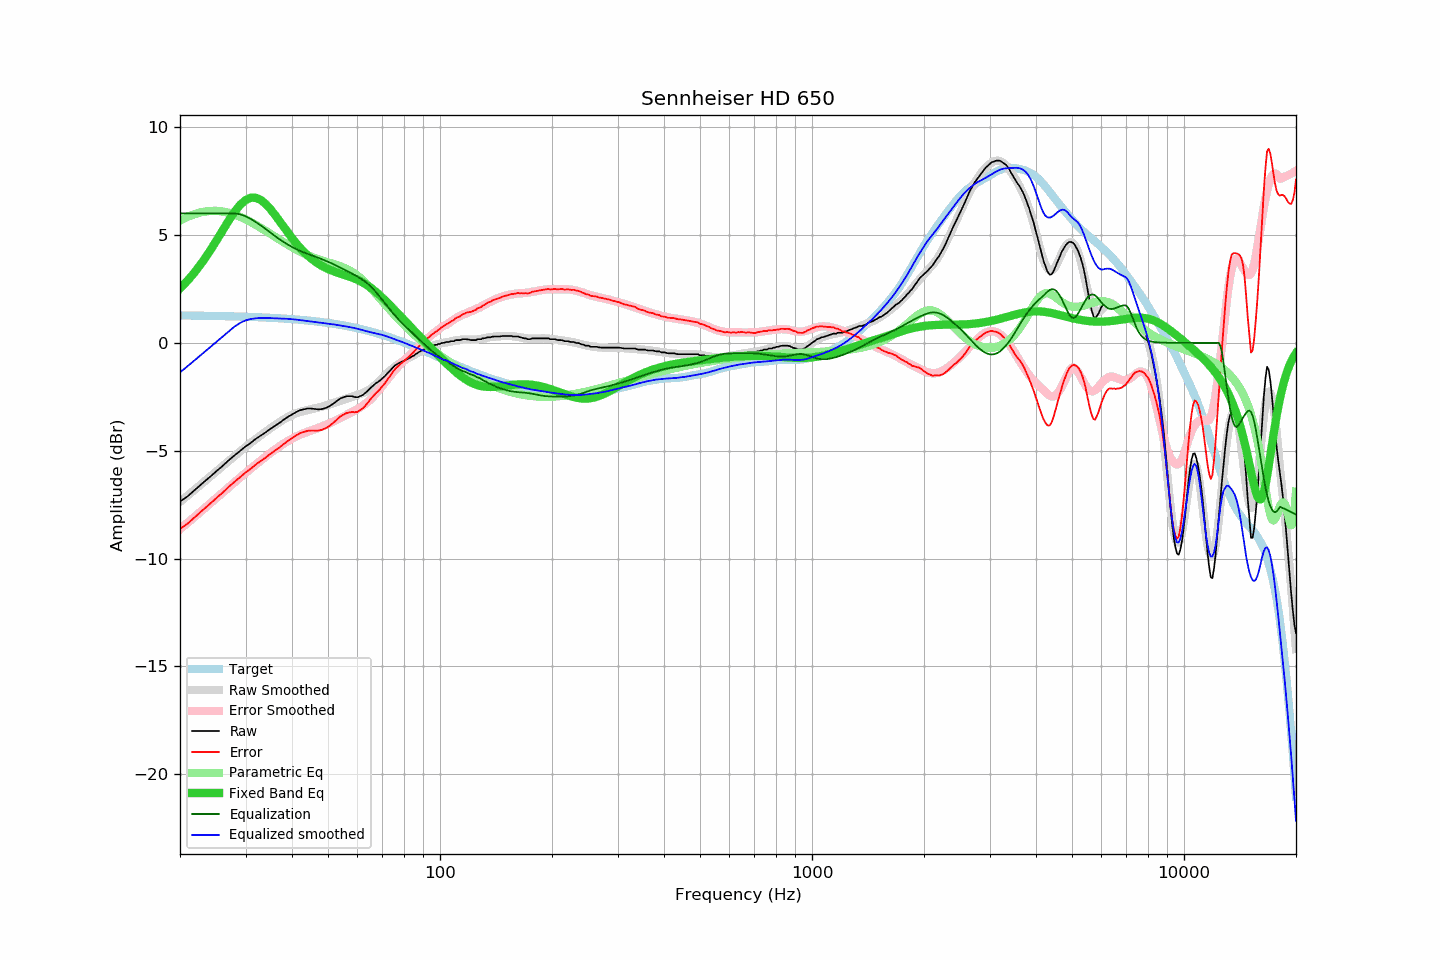 Sennheiser HD 650
10
5
0
−5
−10
−15
−20
Amplitude (dBr)
Target
Raw Smoothed
Error Smoothed
Raw
Error
Parametric Eq
Fixed Band Eq
Equalization
Equalized smoothed
100 1000 10000
Frequency (Hz)